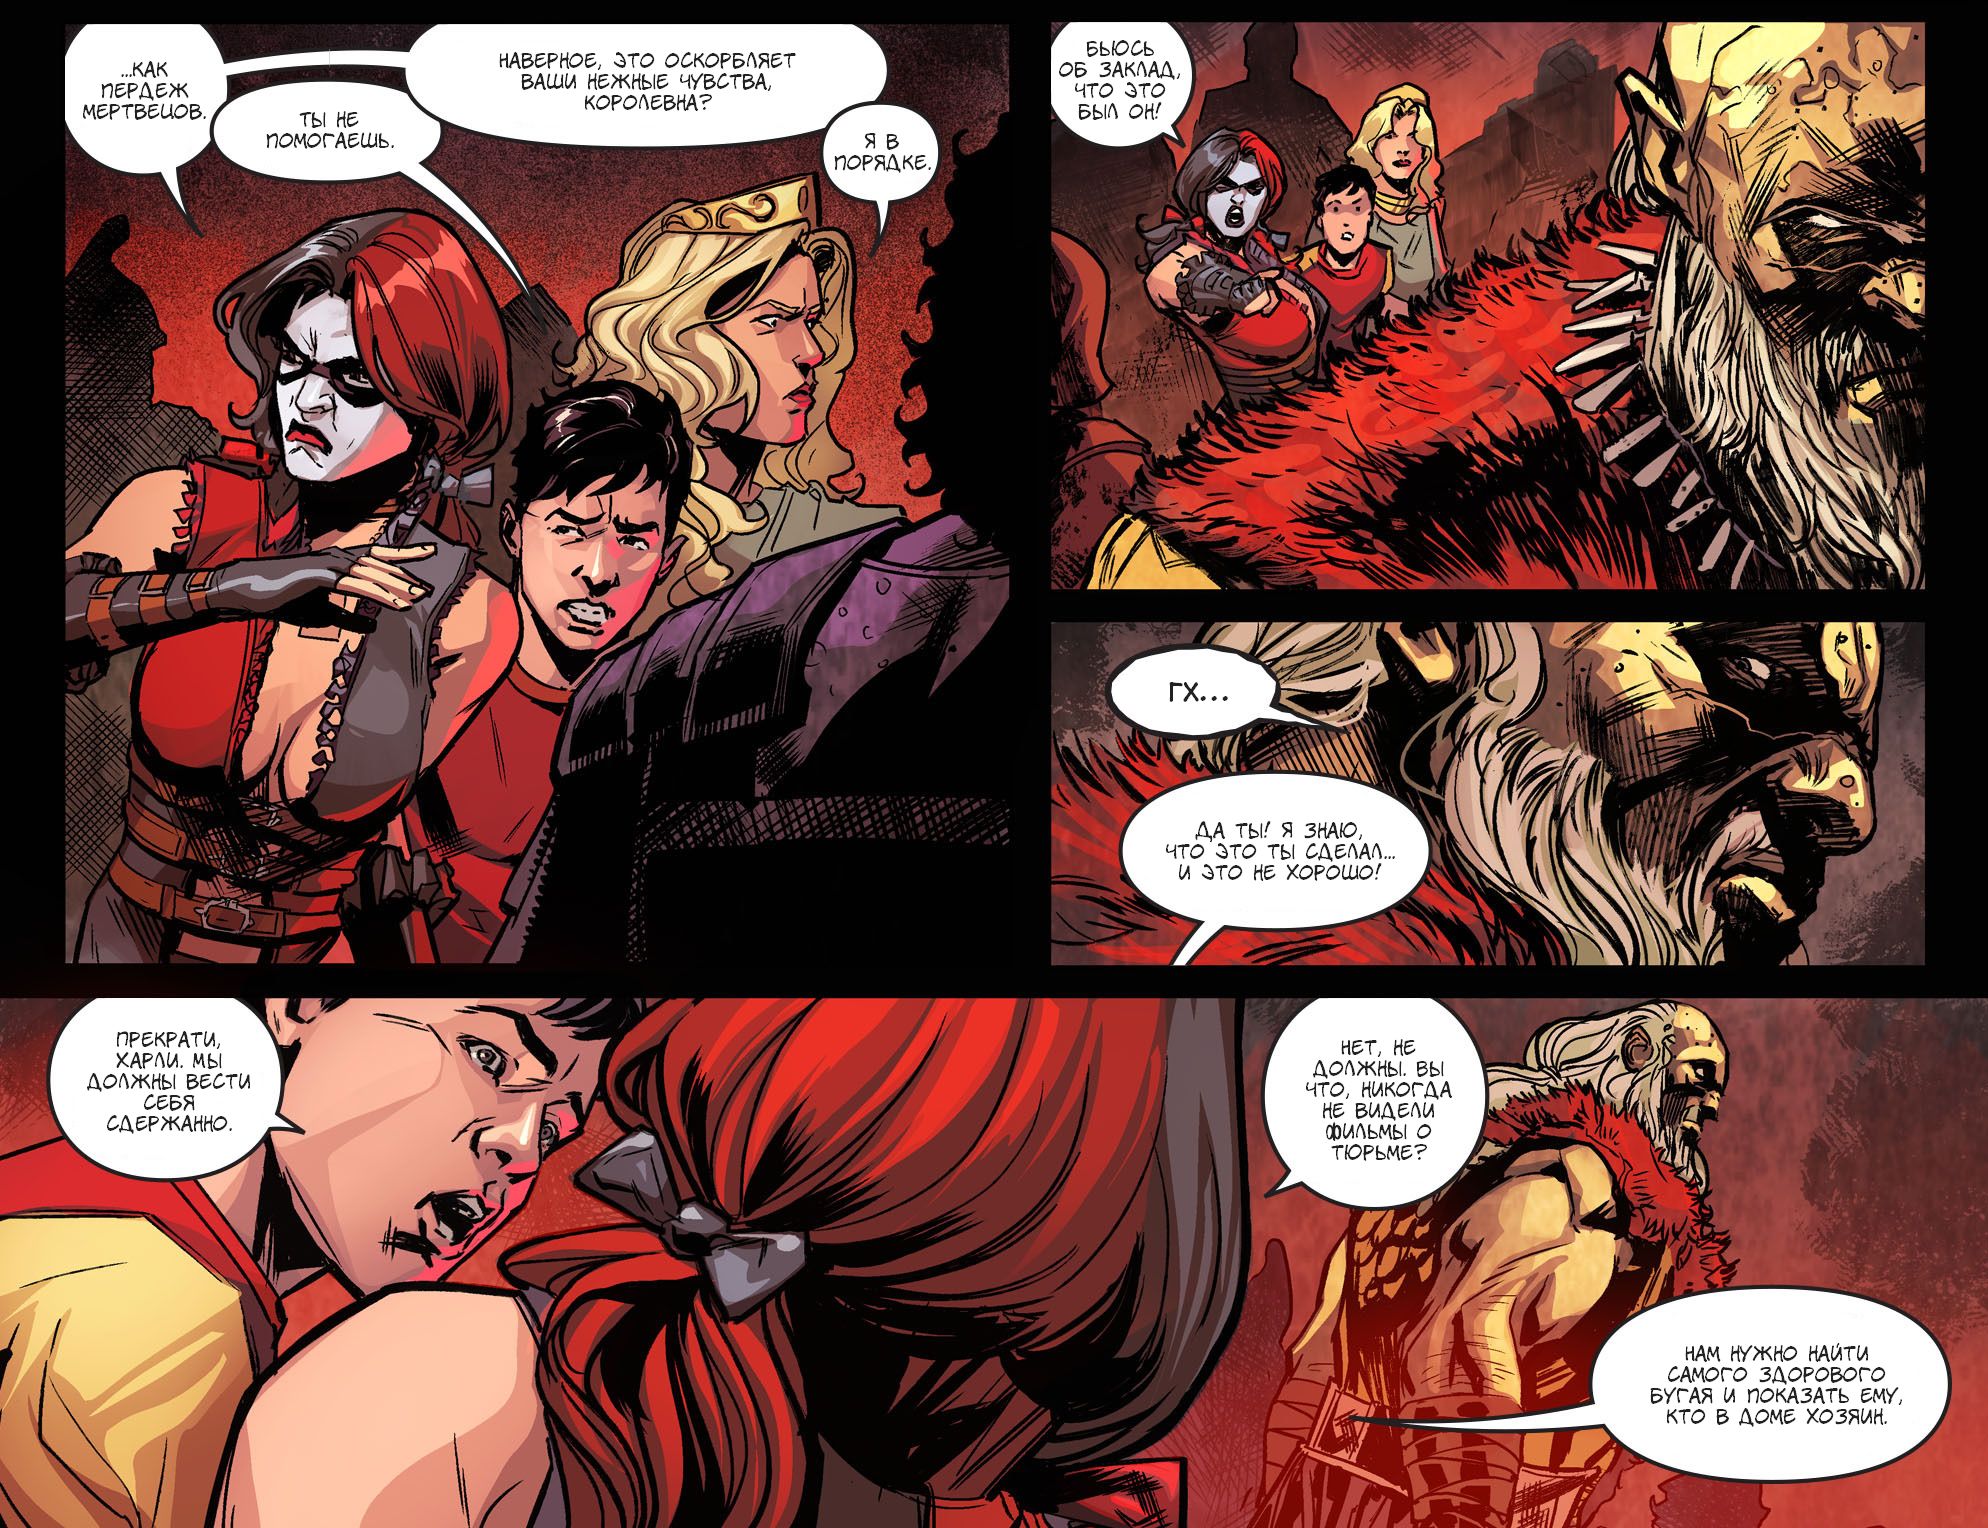 ...КАК
ПЕРДЕЖ
МЕРТВЕЦОВ.
ТЫ НЕ
ПОМОГАЕШЬ.
НАВЕРНОЕ, ЭТО ОСКОРБЛЯЕТ
ВАШИ НЕЖНЫЕ ЧУВСТВА,
КОРОЛЕВНА?
Я В
ПОРЯДКЕ.
БЬЮСЬ
ОБ ЗАКЛАД,
ЧТО ЭТО
БЫЛ ОН!
ГХ...
ДА ТЫ! Я ЗНАЮ,
ЧТО ЭТО ТЫ СДЕЛАЛ...
И ЭТО НЕ ХОРОШО!
ПРЕКРАТИ,
ХАРЛИ. МЫ
ДОЛЖНЫ ВЕСТИ
СЕБЯ
СДЕРЖАННО.
НЕТ, НЕ
ДОЛЖНЫ. ВЫ
ЧТО, НИКОГДА
НЕ ВИДЕЛИ
ФИЛЬМЫ О
ТЮРЬМЕ?
НАМ НУЖНО НАЙТИ
САМОГО ЗДОРОВОГО
БУГАЯ И ПОКАЗАТЬ ЕМУ,
КТО В ДОМЕ ХОЗЯИН.